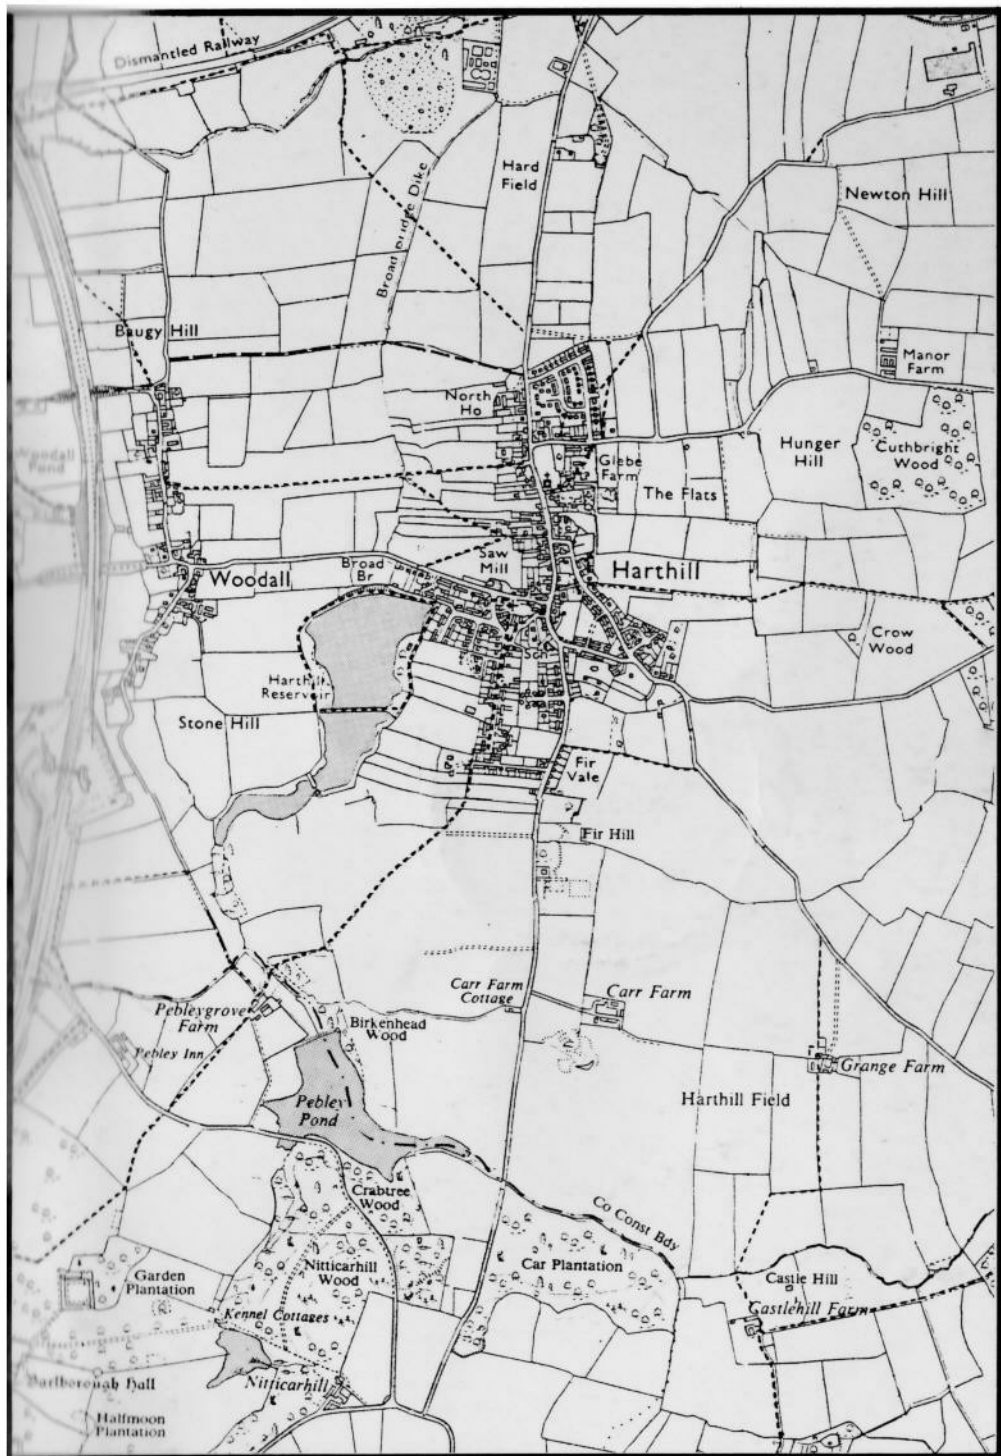 Dismantled Railway
Hard
Field
Newton Hill
Broad Bridge Dike
Baugy Hill
Manor
Farm
North
Ho
Hunger
Hill
Cuthbright
Wood
Woodall
Pond
Glebe
Farm
The Flats
Saw
Mill
Broad
Br
Woodall
Harthill
Crow
Wood
Sch
Harthill
Reservoir
Stone Hill
Fir
Vale
Fir Hill
Carr Farm
Cottage
Carr Farm
Pebleygrove
Farm
Birkenhead
Wood
Pebley Inn
Grange Farm
Pebley
Pond
Harthill Field
Crabtree
Wood
Co Const Bdy
Nitticarhill
Wood
Car Plantation
Garden
Plantation
Castle Hill
Kennel Cottages
Castlehill Farm
Barlborough Hall
Nitticarhill
Halfmoon
Plantation